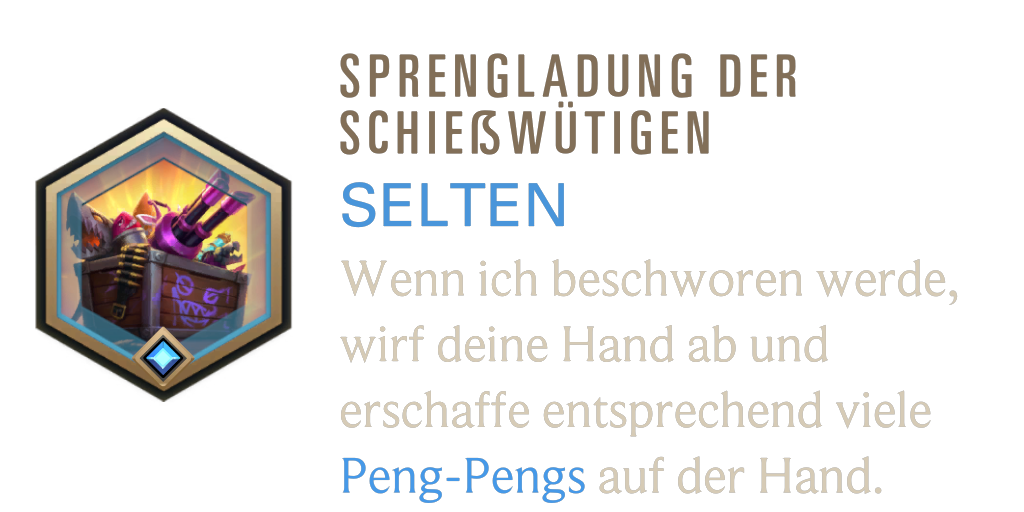 SPRENGLADUNG DER
SCHIEẞWÜTIGEN
SELTEN
Wenn ich beschworen werde,
wirf deine Hand ab und
erschaffe entsprechend viele
Peng-Pengs auf der Hand.